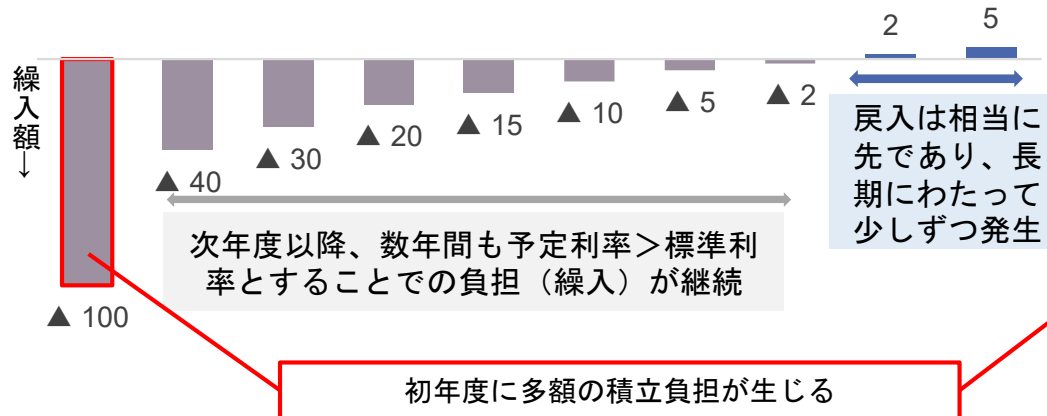 2
5
繰入額→
▲ 100
▲ 40
▲ 30
▲ 20
▲ 15
▲ 10
▲ 5
▲ 2
戻入は相当に
先であり、長
期にわたって
少しずつ発生
次年度以降、数年間も予定利率＞標準利
率とすることでの負担（繰入）が継続
初年度に多額の積立負担が生じる